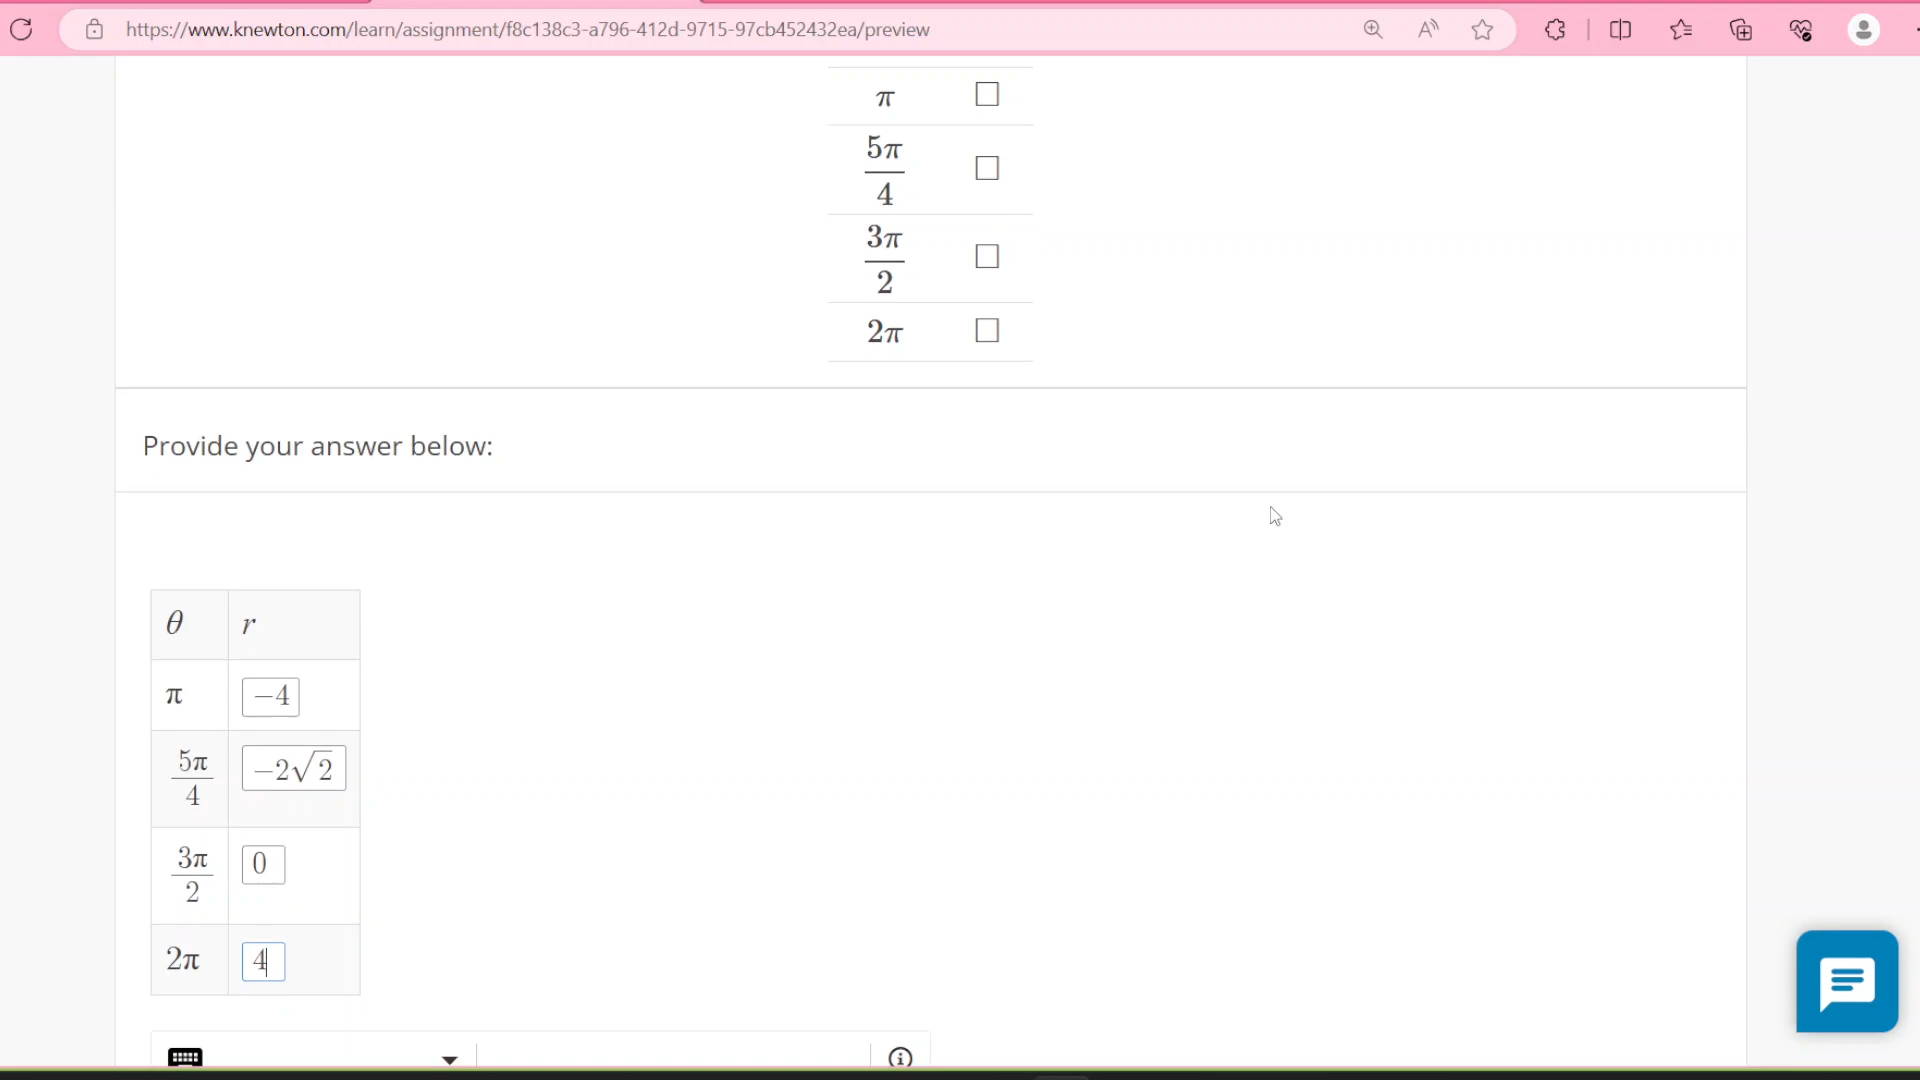 https://www.knewton.com/learn/assignment/f8c138c3-a796-412d-9715-97cb452432ea/preview
π
5π/4
3π/2
2π
Provide your answer below:
θ r
π −4
5π/4 −2√2
3π/2 0
2π 4